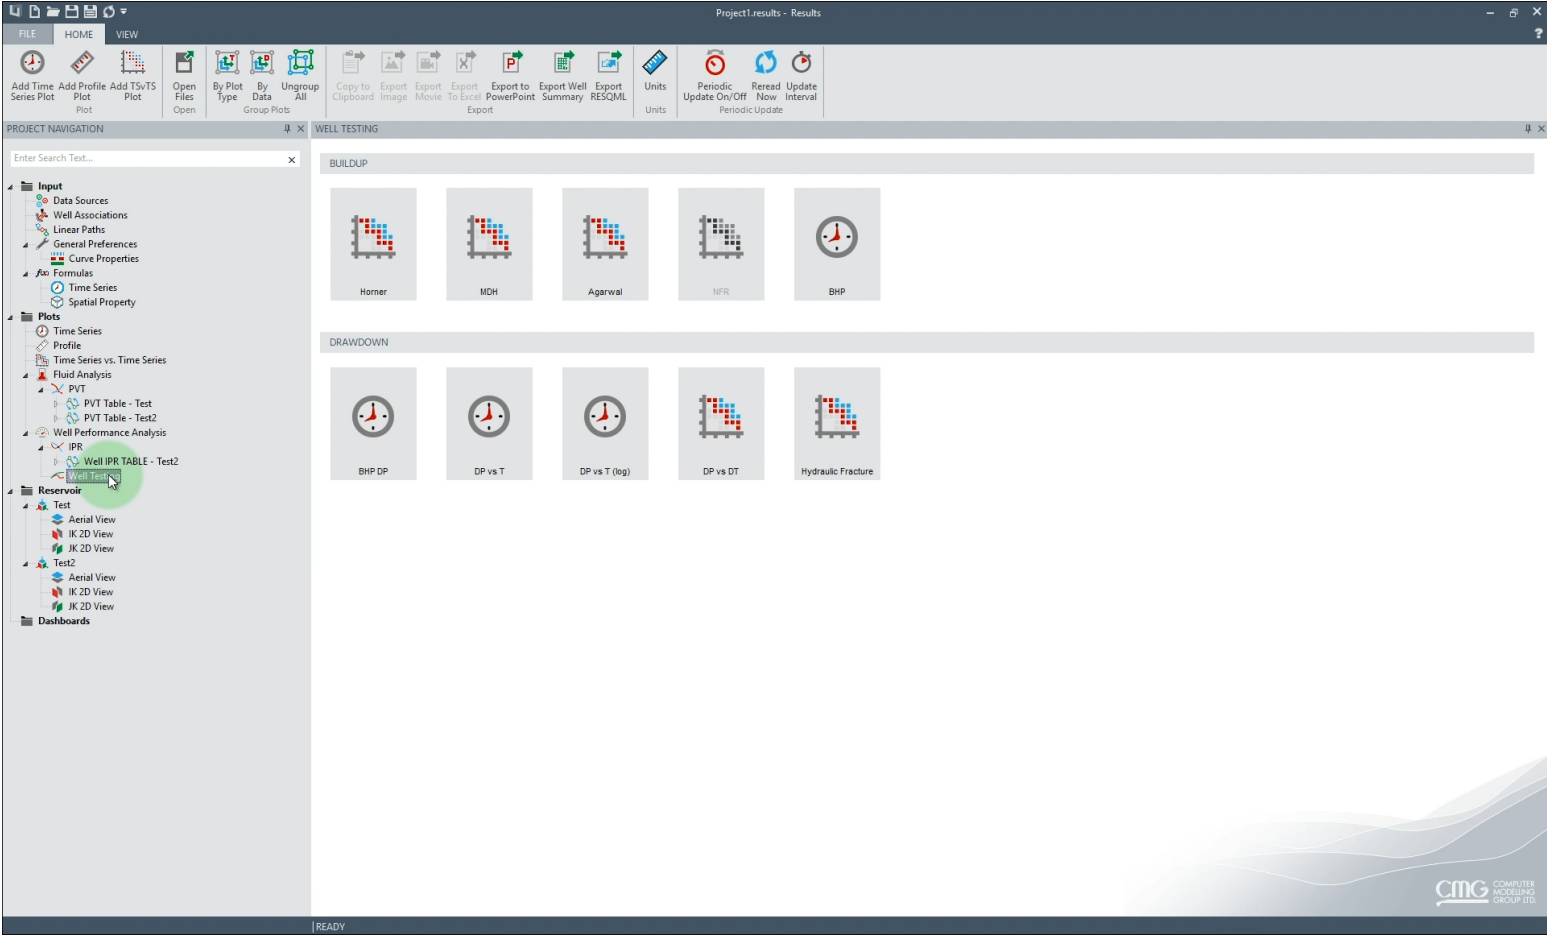 Project1.results - Results
FILE HOME VIEW
?
Add Time Series Plot
Add Profile Plot
Add TSvTS Plot
Plot
Open Files
Open
By Plot Type
By Data
Ungroup All
Group Plots
Copy to Clipboard
Export Image
Export Movie
Export To Excel
Export to PowerPoint
Export Well Summary
Export RESQML
Export
Units
Units
Periodic Update On/Off
Reread Now
Update Interval
Periodic Update
PROJECT NAVIGATION
Enter Search Text...
Input
Data Sources
Well Associations
Linear Paths
General Preferences
Curve Properties
Formulas
Time Series
Spatial Property
Plots
Time Series
Profile
Time Series vs. Time Series
Fluid Analysis
PVT
PVT Table - Test
PVT Table - Test2
Well Performance Analysis
IPR
Well IPR TABLE - Test2
Well Testing
Reservoir
Test
Aerial View
IK 2D View
JK 2D View
Test2
Aerial View
IK 2D View
JK 2D View
Dashboards
WELL TESTING
BUILDUP
Horner
MDH
Agarwal
NFR
BHP
DRAWDOWN
BHP DP
DP vs T
DP vs T (log)
DP vs DT
Hydraulic Fracture
CMG COMPUTER
MODELLING
GROUP LTD.
READY